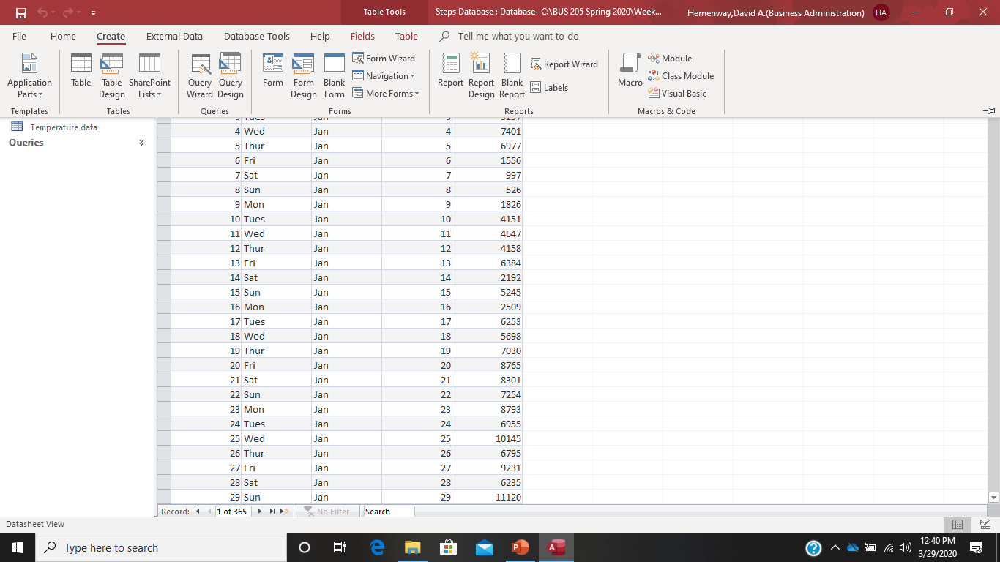 Table Tools Steps Database : Database- C:\BUS 205 Spring 2020\Week... Hemenway,David A.(Business Administration) HA
File Home Create External Data Database Tools Help Fields Table Tell me what you want to do
Application Parts
Templates
Table
Table Design
SharePoint Lists
Tables
Query Wizard
Query Design
Queries
Form
Form Design
Blank Form
Form Wizard
Navigation
More Forms
Forms
Report
Report Design
Blank Report
Report Wizard
Labels
Reports
Macro
Module
Class Module
Visual Basic
Macros & Code
Temperature data
Queries
4 Wed Jan 4 7401
5 Thur Jan 5 6977
6 Fri Jan 6 1556
7 Sat Jan 7 997
8 Sun Jan 8 526
9 Mon Jan 9 1826
10 Tues Jan 10 4151
11 Wed Jan 11 4647
12 Thur Jan 12 4158
13 Fri Jan 13 6384
14 Sat Jan 14 2192
15 Sun Jan 15 5245
16 Mon Jan 16 2509
17 Tues Jan 17 6253
18 Wed Jan 18 5698
19 Thur Jan 19 7030
20 Fri Jan 20 8765
21 Sat Jan 21 8301
22 Sun Jan 22 7254
23 Mon Jan 23 8793
24 Tues Jan 24 6955
25 Wed Jan 25 10145
26 Thur Jan 26 6795
27 Fri Jan 27 9231
28 Sat Jan 28 6235
29 Sun Jan 29 11120
Record: 1 of 365 No Filter Search
Datasheet View
Type here to search
12:40 PM
3/29/2020